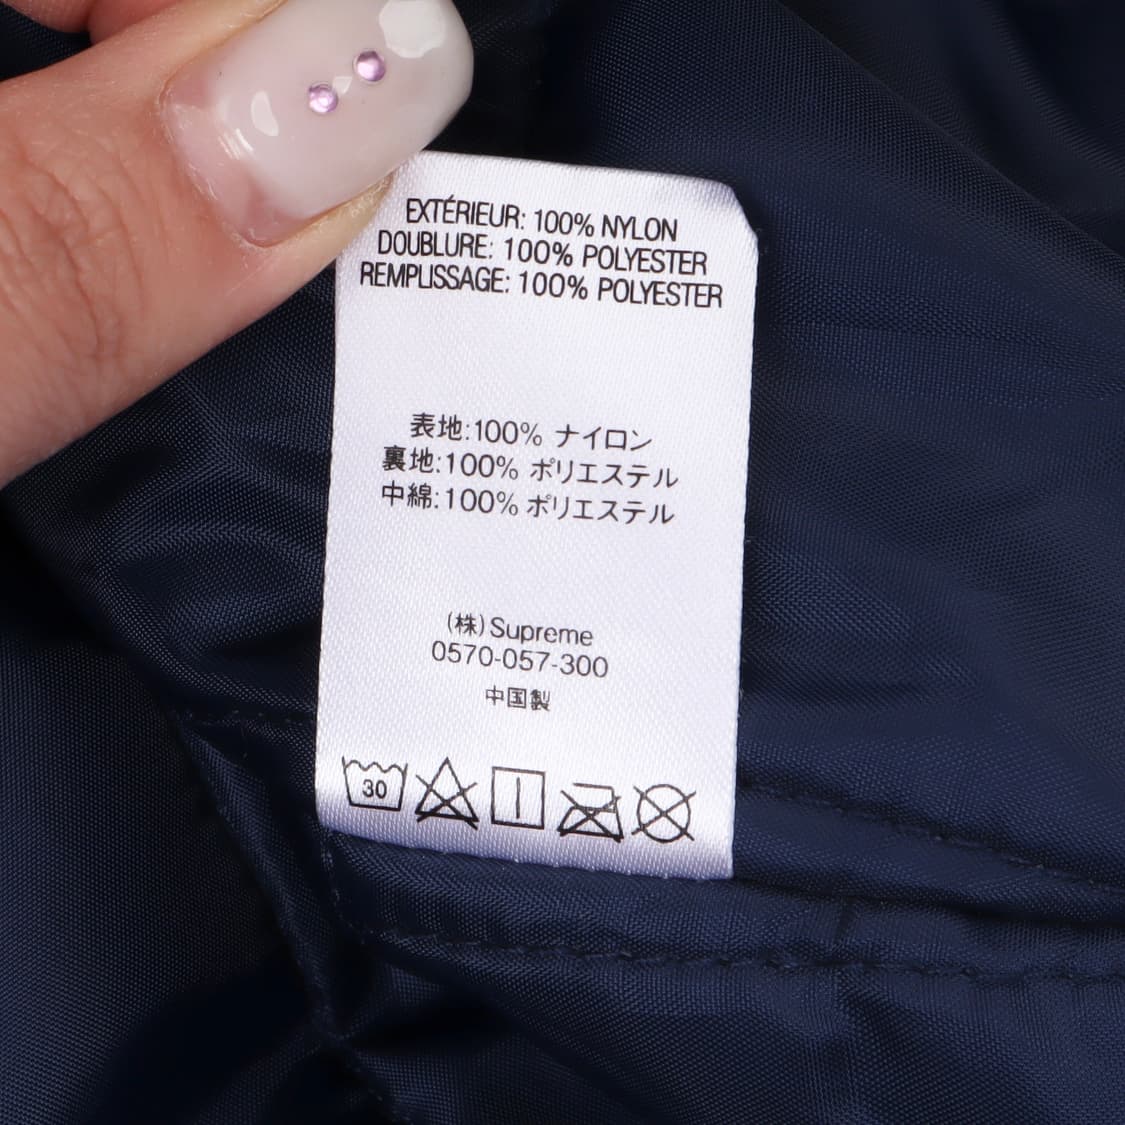 EXTÉRIEUR: 100% NYLON
DOUBLURE: 100% POLYESTER
REMPLISSAGE: 100% POLYESTER
表地:100% ナイロン
裏地:100% ポリエステル
中綿:100% ポリエステル
(株)Supreme
0570-057-300
中国製
30